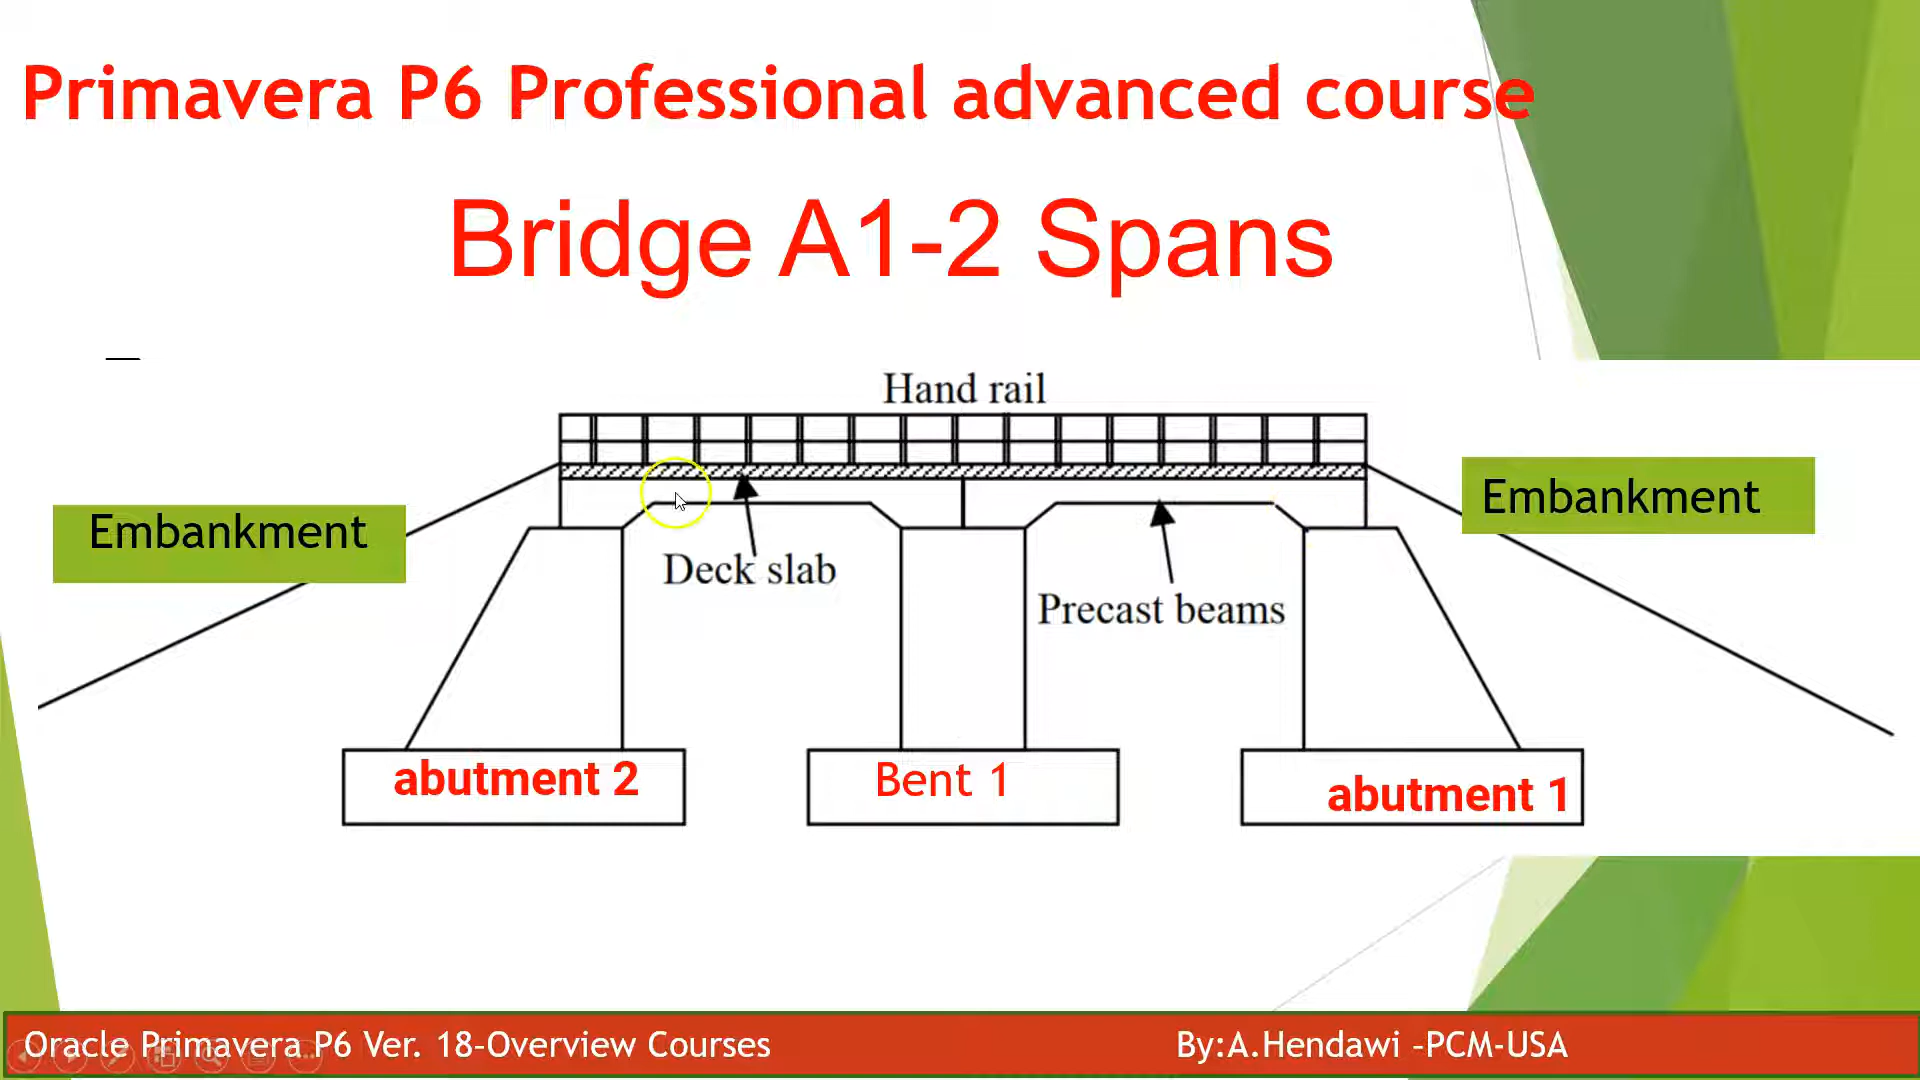 Primavera P6 Professional advanced course
Bridge A1-2 Spans
Hand rail
Embankment
Embankment
Deck slab
Precast beams
abutment 2
Bent 1
abutment 1
Oracle Primavera P6 Ver. 18-Overview Courses
By:A.Hendawi -PCM-USA